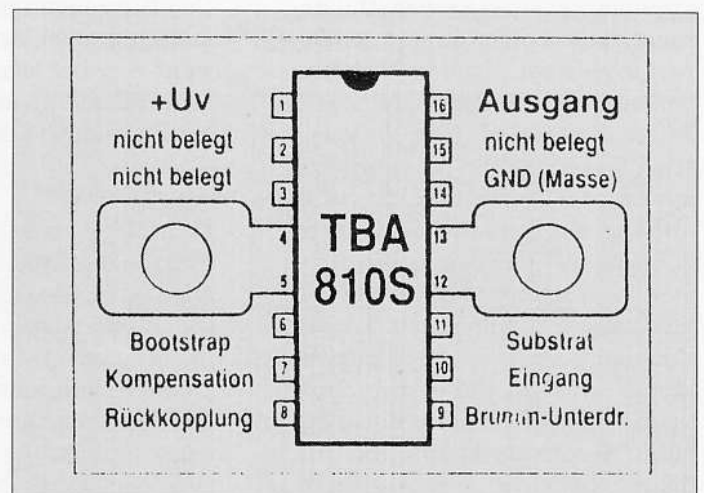 +Uv 1 16 Ausgang
nicht belegt 2 15 nicht belegt
nicht belegt 3 14 GND (Masse)
4 TBA 13
5 810S 12
Bootstrap 6 11 Substrat
Kompensation 7 10 Eingang
Rückkopplung 8 9 Brumm-Unterdr.